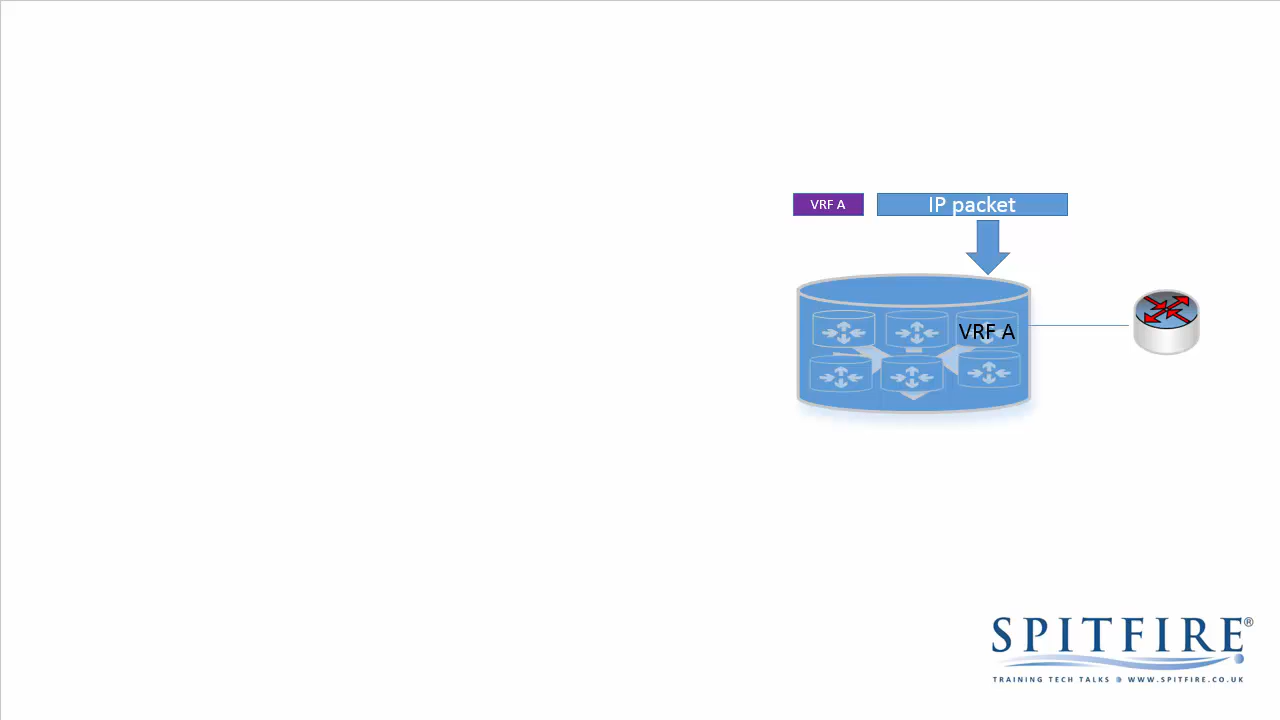 VRF A
IP packet
VRF A
SPITFIRE®
TRAINING TECH TALKS WWW.SPITFIRE.CO.UK